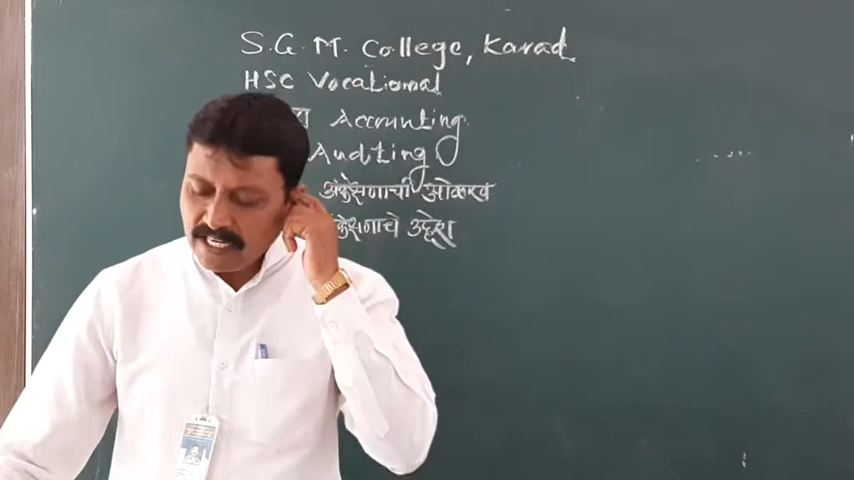 S.G.M. College, Karad.
HSC Vocational
Accounting
Auditing
अंकेक्षणाची ओळख
केक्षणाचे उद्देश